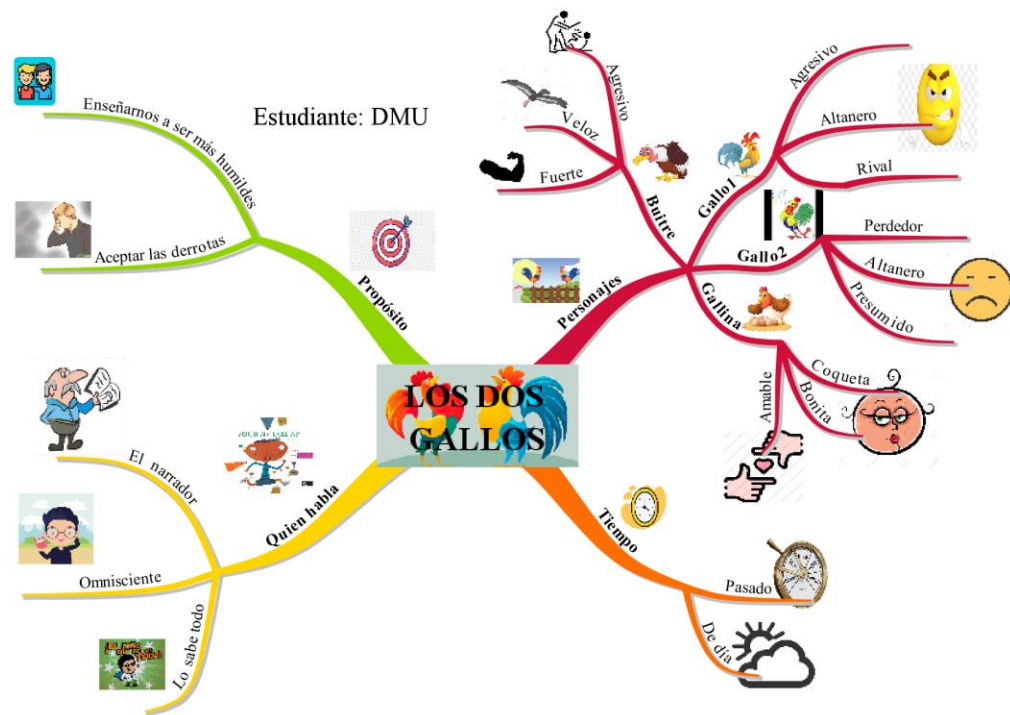 LOS DOS
GALLOS
Estudiante: DMU
Propósito
Enseñarnos a ser más humildes
Aceptar las derrotas
Personajes
Buitre
Agresivo
Veloz
Fuerte
Gallo1
Agresivo
Altanero
Rival
Gallo2
Perdedor
Altanero
Presumido
Gallina
Coqueta
Bonita
Amable
Quien habla
El narrador
Omnisciente
Lo sabe todo
Tiempo
Pasado
De día